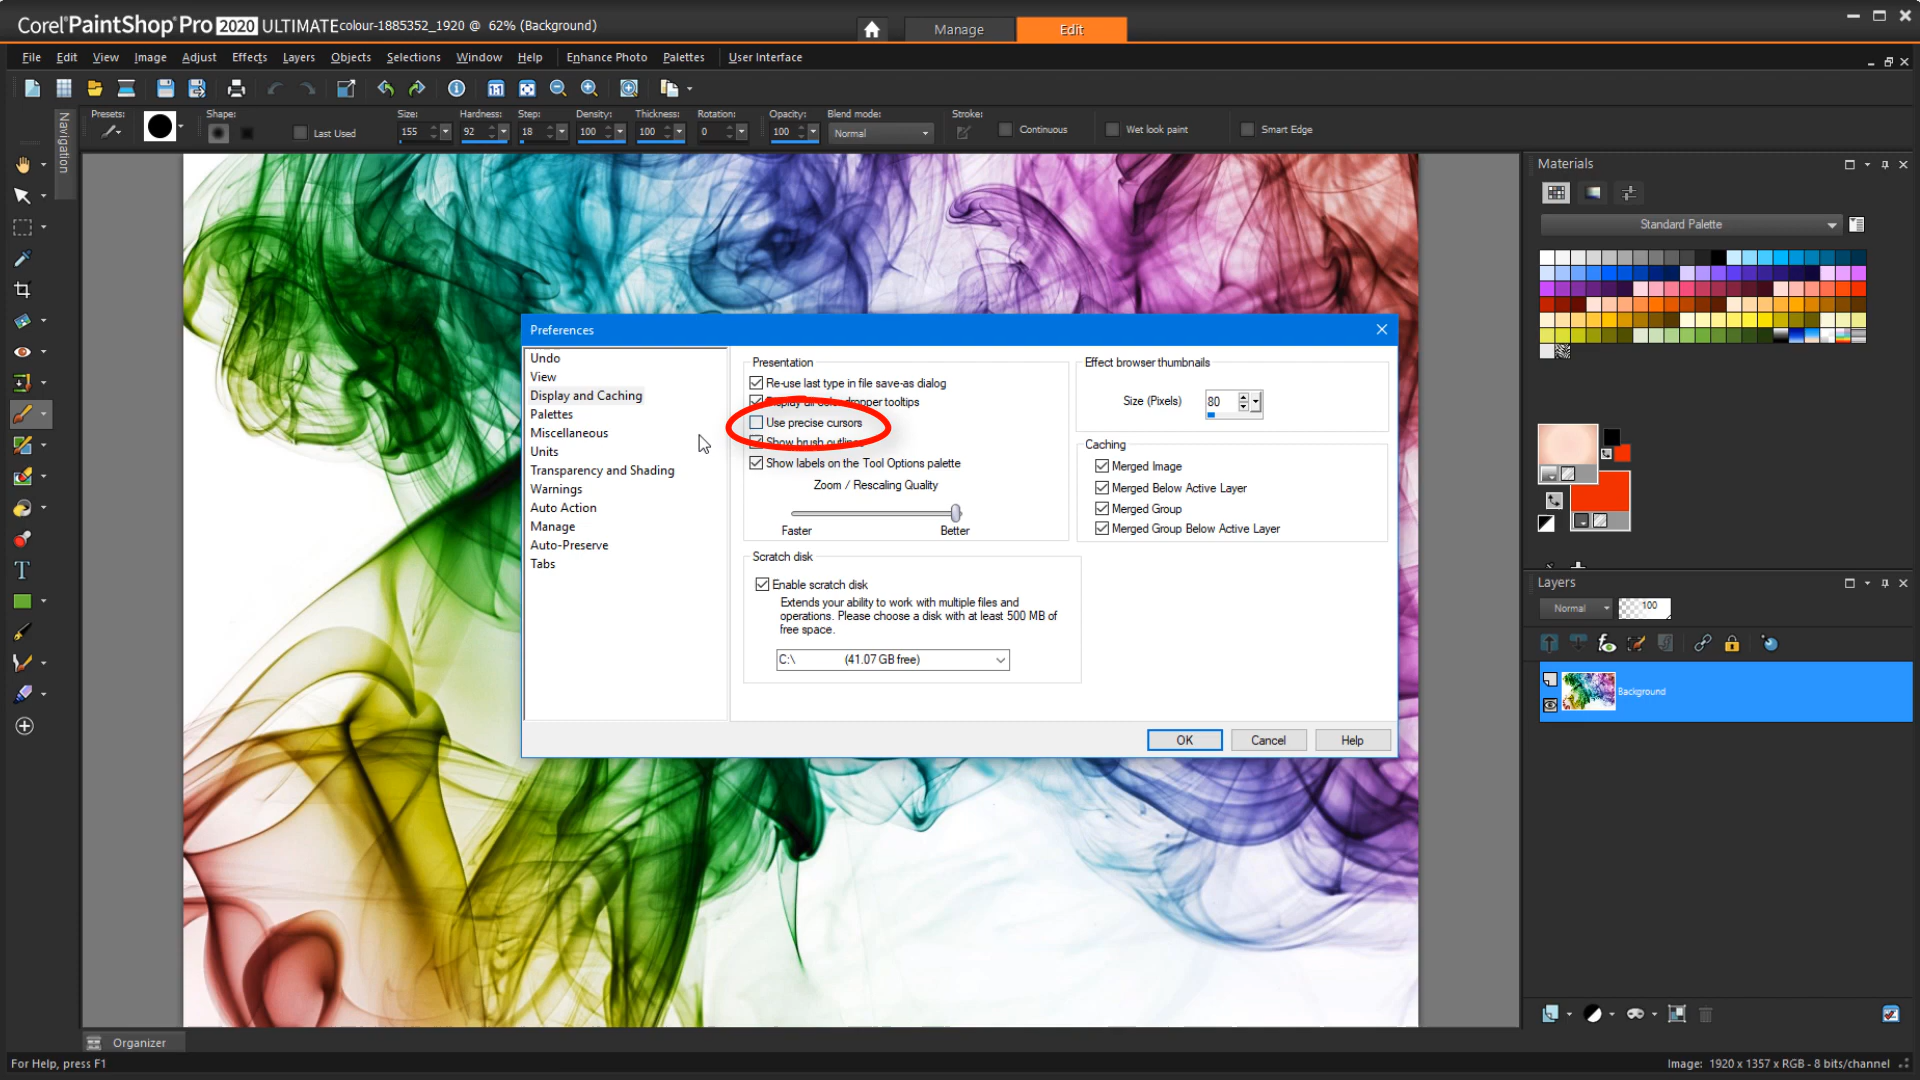 Corel PaintShop Pro 2020 ULTIMATE colour-1885352_1920 @ 62% (Background)
Manage
Edit
File Edit View Image Adjust Effects Layers Objects Selections Window Help Enhance Photo Palettes User Interface
Presets:
Shape:
Last Used
Size:
155
Hardness:
92
Step:
18
Density:
100
Thickness:
100
Rotation:
0
Opacity:
100
Blend mode:
Normal
Stroke:
Continuous
Wet look paint
Smart Edge
Navigation
Materials
Standard Palette
Preferences
Undo
View
Display and Caching
Palettes
Miscellaneous
Units
Transparency and Shading
Warnings
Auto Action
Manage
Auto-Preserve
Tabs
Presentation
Re-use last type in file save-as dialog
Display all color dropper tooltips
Use precise cursors
Show brush outlines
Show labels on the Tool Options palette
Zoom / Rescaling Quality
Faster
Better
Scratch disk
Enable scratch disk
Extends your ability to work with multiple files and
operations. Please choose a disk with at least 500 MB of
free space.
C:\ (41.07 GB free)
Effect browser thumbnails
Size (Pixels)
80
Caching
Merged Image
Merged Below Active Layer
Merged Group
Merged Group Below Active Layer
OK
Cancel
Help
Layers
Normal
100
Background
Organizer
For Help, press F1
Image: 1920 x 1357 x RGB - 8 bits/channel